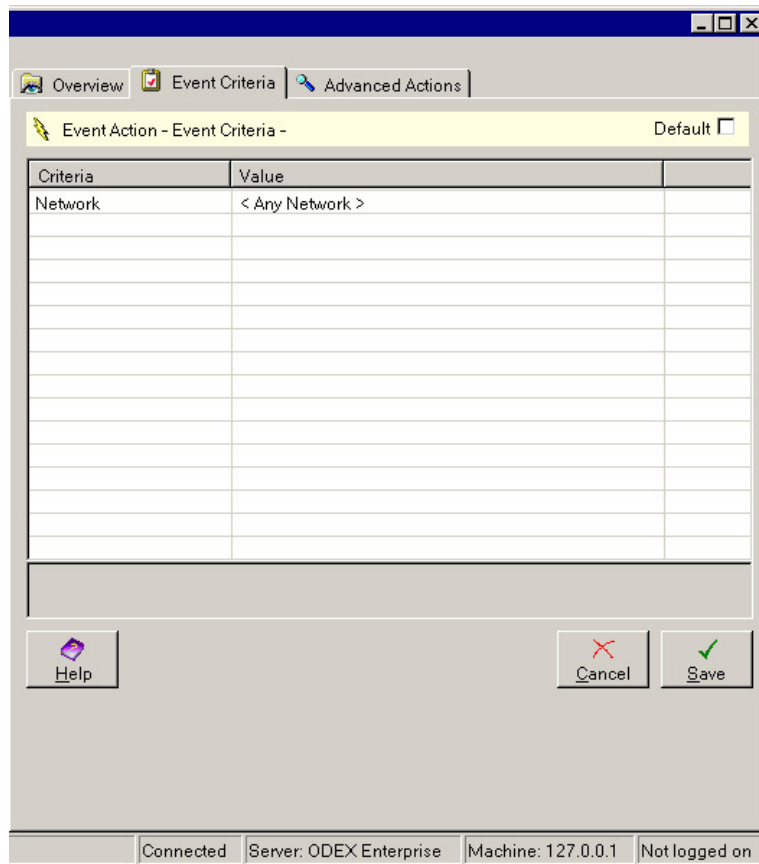 Overview Event Criteria Advanced Actions
Event Action - Event Criteria - Default
Criteria Value
Network < Any Network >
Help Cancel Save
Connected Server: ODEX Enterprise Machine: 127.0.0.1 Not logged on